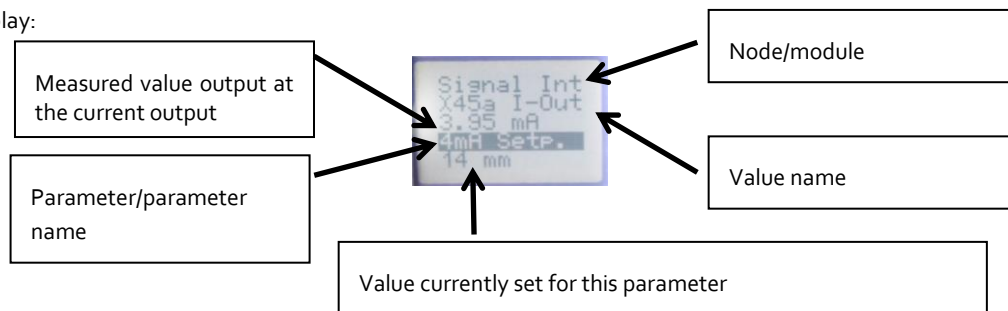 lay:
Measured value output at
the current output
Node/module
Signal Int
X45a I-Out
3.95 mA
4mA Setp.
14 mm
Value name
Parameter/parameter
name
Value currently set for this parameter